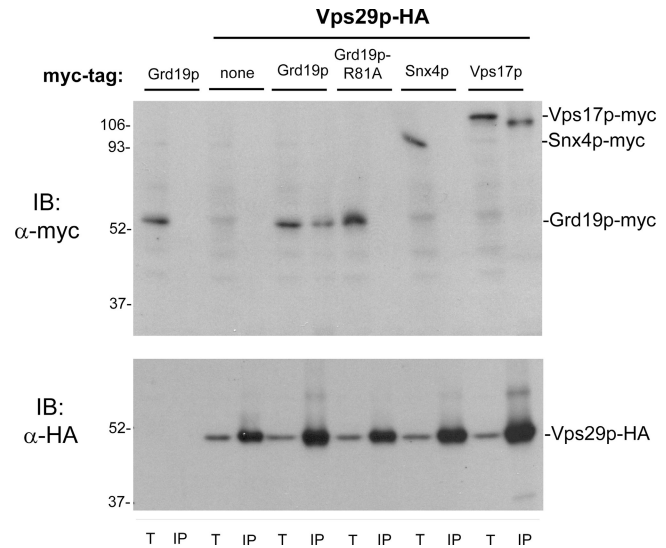 Vps29p-HA
myc-tag: Grd19p none Grd19p Grd19p-R81A Snx4p Vps17p
106-
93-
52-
37-
IB:
α-myc
-Vps17p-myc
-Snx4p-myc
-Grd19p-myc
IB:
α-HA
52-
37-
-Vps29p-HA
T IP T IP T IP T IP T IP T IP